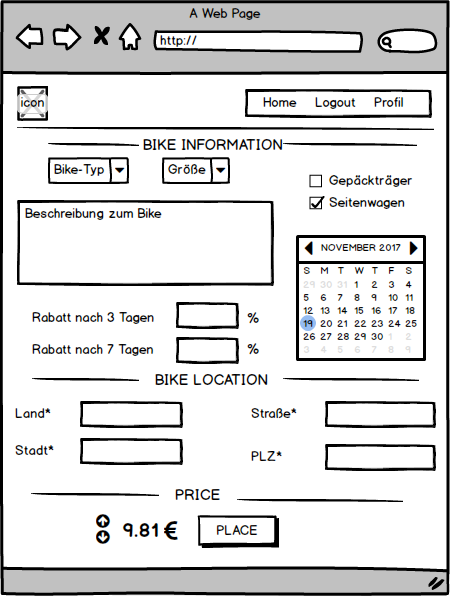 A Web Page
http://
icon
Home Logout Profil
BIKE INFORMATION
Bike-Typ Größe
Gepäckträger
Seitenwagen
Beschreibung zum Bike
NOVEMBER 2017
S M T W T F S
29 30 31 1 2 3 4
5 6 7 8 9 10 11
12 13 14 15 16 17 18
19 20 21 22 23 24 25
26 27 28 29 30 1 2
3 4 5 6 7 8 9
Rabatt nach 3 Tagen %
Rabatt nach 7 Tagen %
BIKE LOCATION
Land* Straße*
Stadt* PLZ*
PRICE
9.81€ PLACE